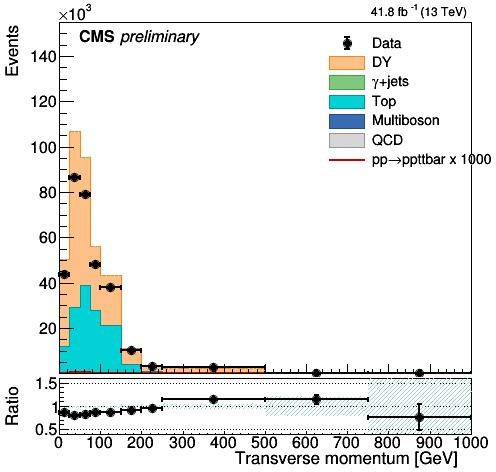 ×10³
41.8 fb⁻¹ (13 TeV)
CMS preliminary
Events
140
120
100
80
60
40
20
Data
DY
γ+jets
Top
Multiboson
QCD
pp→ppttbar x 1000
Ratio
1.5
1
0.5
0 100 200 300 400 500 600 700 800 900 1000
Transverse momentum [GeV]